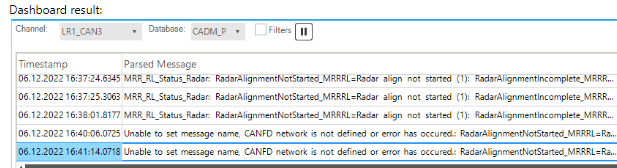 Dashboard result:
Channel: LR1_CAN3 Database: CADM_P Filters
Timestamp Parsed Message
06.12.2022 16:37:24.6345 MRR_RL_Status_Radar: RadarAlignmentNotStarted_MRRRL=Radar align not started (1): RadarAlignmentIncomplete_MRRR...
06.12.2022 16:37:25.3063 MRR_RL_Status_Radar: RadarAlignmentNotStarted_MRRRL=Radar align not started (1): RadarAlignmentIncomplete_MRRR...
06.12.2022 16:38:01.8177 MRR_RL_Status_Radar: RadarAlignmentNotStarted_MRRRL=Radar align not started (1): RadarAlignmentIncomplete_MRRR...
06.12.2022 16:40:06.0725 Unable to set message name, CANFD network is not defined or error has occured.: RadarAlignmentNotStarted_MRRRL=Ra...
06.12.2022 16:41:14.0718 Unable to set message name, CANFD network is not defined or error has occured.: RadarAlignmentNotStarted_MRRRL=Ra...